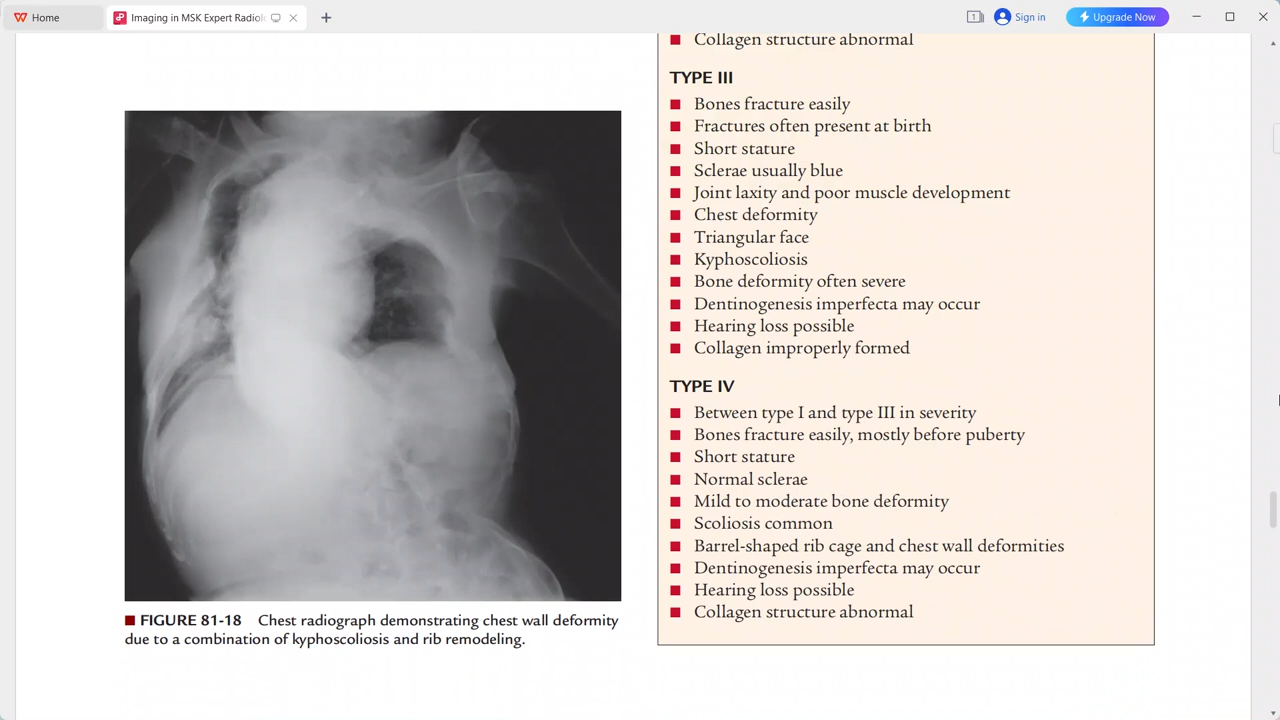 Home
Imaging in MSK Expert Radiol
1
Sign in
Upgrade Now
■ Collagen structure abnormal
TYPE III
■ Bones fracture easily
■ Fractures often present at birth
■ Short stature
■ Sclerae usually blue
■ Joint laxity and poor muscle development
■ Chest deformity
■ Triangular face
■ Kyphoscoliosis
■ Bone deformity often severe
■ Dentinogenesis imperfecta may occur
■ Hearing loss possible
■ Collagen improperly formed
TYPE IV
■ Between type I and type III in severity
■ Bones fracture easily, mostly before puberty
■ Short stature
■ Normal sclerae
■ Mild to moderate bone deformity
■ Scoliosis common
■ Barrel-shaped rib cage and chest wall deformities
■ Dentinogenesis imperfecta may occur
■ Hearing loss possible
■ Collagen structure abnormal
■ FIGURE 81-18 Chest radiograph demonstrating chest wall deformity
due to a combination of kyphoscoliosis and rib remodeling.